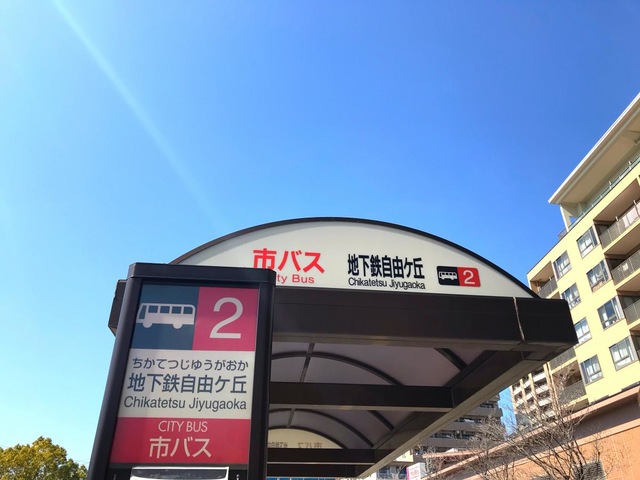 市バス
City Bus
地下鉄自由ケ丘
Chikatetsu Jiyugaoka
2
2
ちかてつじゆうがおか
地下鉄自由ケ丘
Chikatetsu Jiyugaoka
CITY BUS
市バス